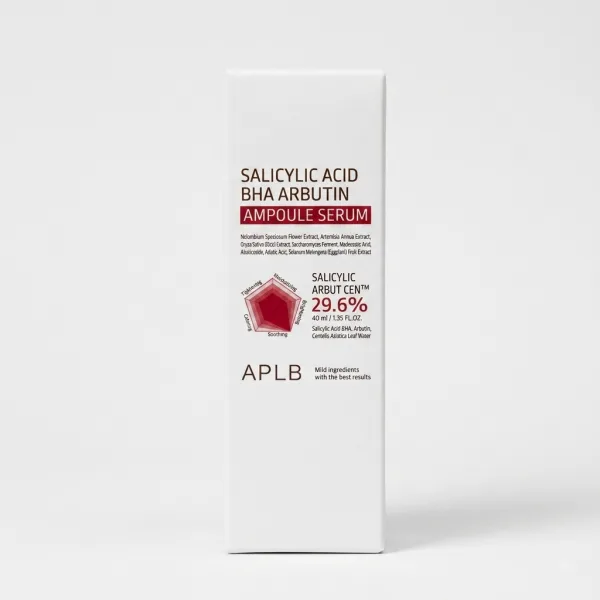 SALICYLIC ACID
BHA ARBUTIN
AMPOULE SERUM
Nelombium Speciosum Flower Extract, Artemisia Annua Extract,
Oryza Sativa (Rice) Extract, Saccharomyces Ferment, Madecassic Acid,
Asiaticoside, Asiatic Acid, Solanum Melongena (Eggplant) Fruit Extract
Moisturizing
Tightening
Brightening
Calming
Soothing
SALICYLIC
ARBUT CEN™
29.6%
40 ml / 1.35 FL.OZ.
Salicylic Acid BHA, Arbutin,
Centella Asiatica Leaf Water
APLB
Mild ingredients
with the best results